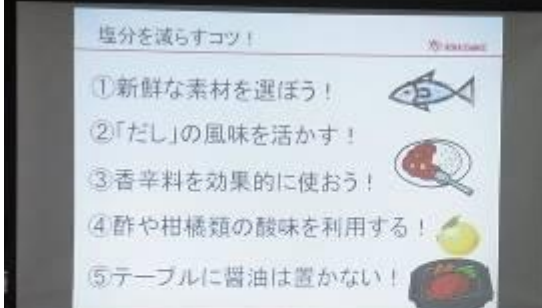 塩分を減らすコツ！
①新鮮な素材を選ぼう！
②「だし」の風味を活かす！
③香辛料を効果的に使おう！
④酢や柑橘類の酸味を利用する！
⑤テーブルに醤油は置かない！